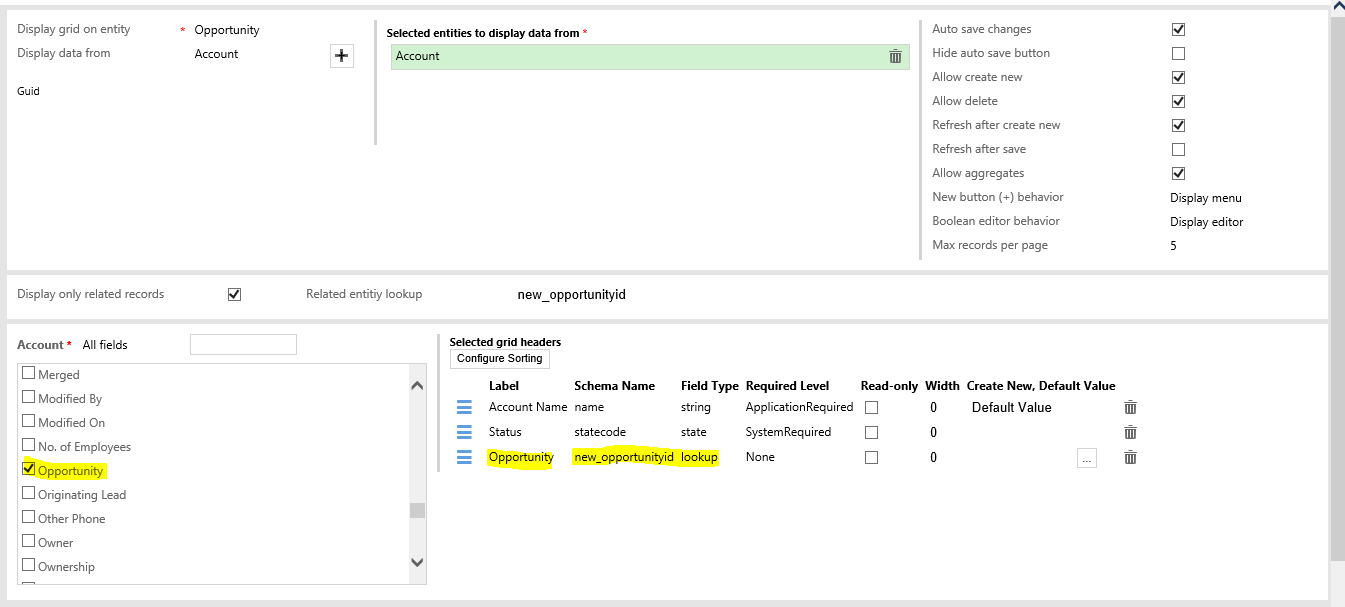 Display grid on entity * Opportunity
Display data from Account +
Guid
Selected entities to display data from *
Account
Auto save changes
Hide auto save button
Allow create new
Allow delete
Refresh after create new
Refresh after save
Allow aggregates
New button (+) behavior Display menu
Boolean editor behavior Display editor
Max records per page 5
Display only related records Related entitiy lookup new_opportunityid
Account * All fields
Merged
Modified By
Modified On
No. of Employees
Opportunity
Originating Lead
Other Phone
Owner
Ownership
Selected grid headers
Configure Sorting
Label Schema Name Field Type Required Level Read-only Width Create New, Default Value
Account Name name string ApplicationRequired 0 Default Value
Status statecode state SystemRequired 0
Opportunity new_opportunityid lookup None 0 ...